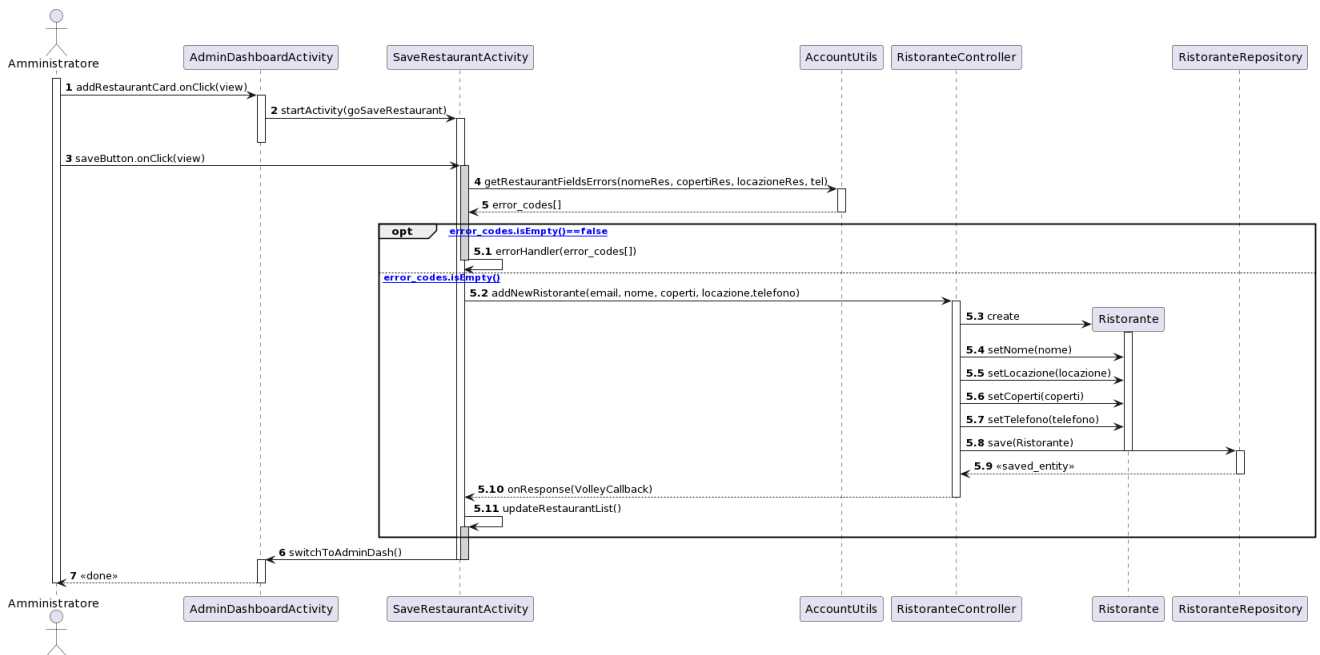 Amministratore
AdminDashboardActivity
SaveRestaurantActivity
AccountUtils
RistoranteController
RistoranteRepository
1 addRestaurantCard.onClick(view)
2 startActivity(goSaveRestaurant)
3 saveButton.onClick(view)
4 getRestaurantFieldsErrors(nomeRes, copertiRes, locazioneRes, tel)
5 error_codes[]
opt
error_codes.isEmpty()==false
5.1 errorHandler(error_codes[])
error_codes.isEmpty()
5.2 addNewRistorante(email, nome, coperti, locazione,telefono)
5.3 create
Ristorante
5.4 setNome(nome)
5.5 setLocazione(locazione)
5.6 setCoperti(coperti)
5.7 setTelefono(telefono)
5.8 save(Ristorante)
5.9 «saved_entity»
5.10 onResponse(VolleyCallback)
5.11 updateRestaurantList()
6 switchToAdminDash()
7 «done»
Amministratore
AdminDashboardActivity
SaveRestaurantActivity
AccountUtils
RistoranteController
Ristorante
RistoranteRepository